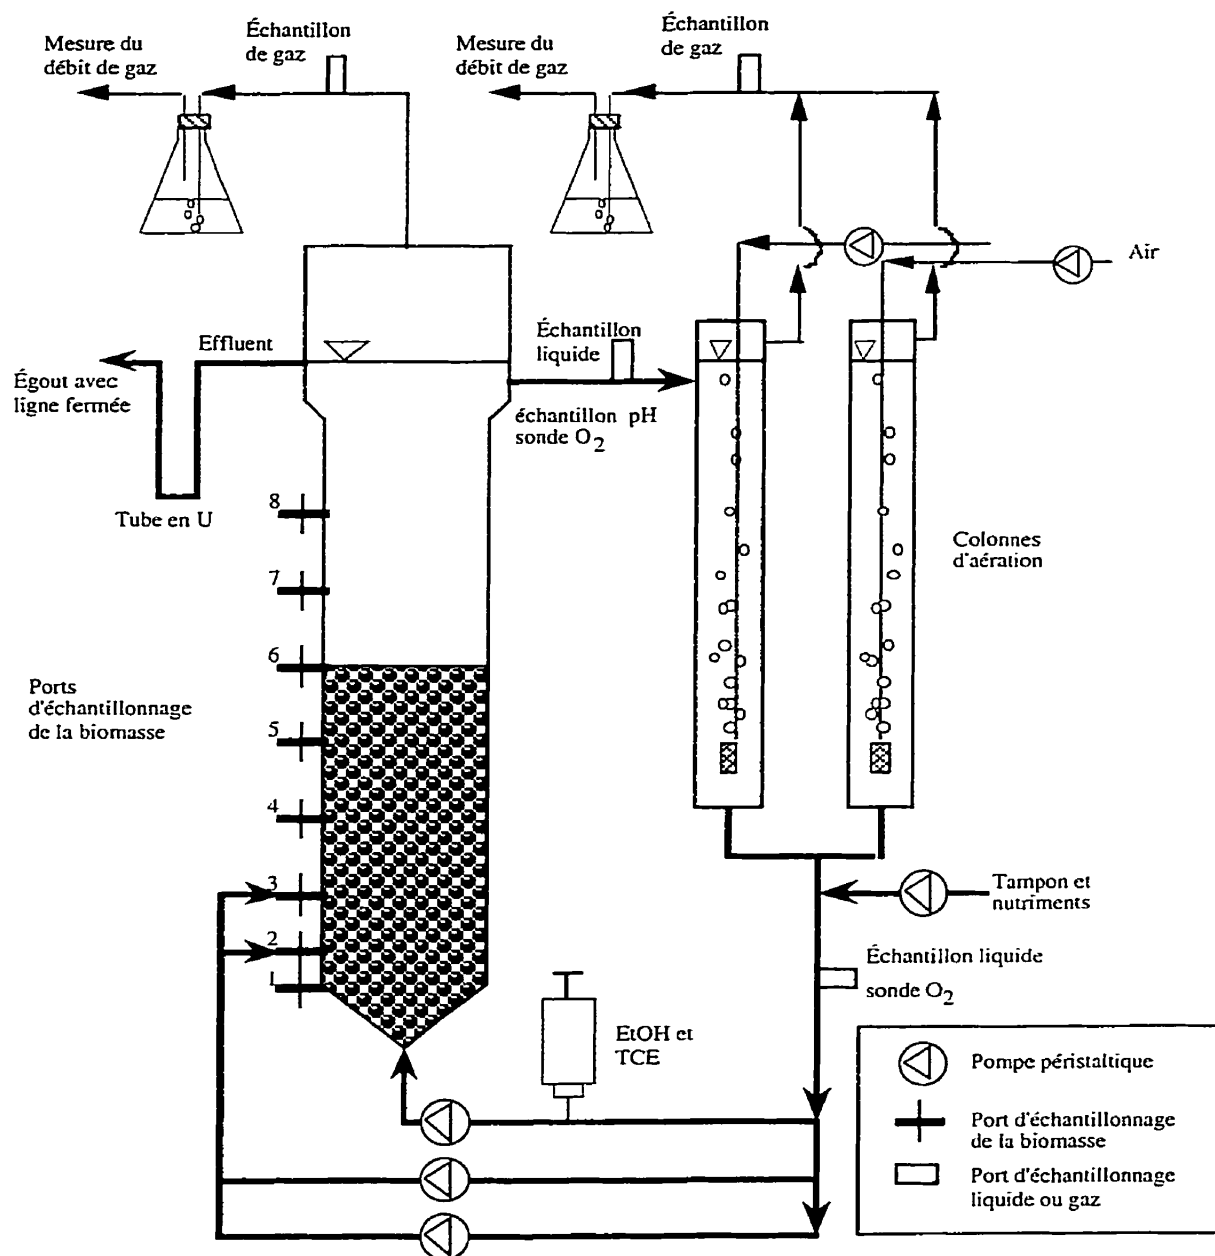 Échantillon
de gaz
Mesure du
débit de gaz
Échantillon
de gaz
Mesure du
débit de gaz
Air
Effluent
Échantillon
liquide
Égout avec
ligne fermée
échantillon pH
sonde O2
Tube en U
8
7
6
5
4
3
2
1
Colonnes
d'aération
Ports
d'échantillonnage
de la biomasse
Tampon et
nutriments
Échantillon liquide
sonde O2
EtOH et
TCE
Pompe péristaltique
Port d'échantillonnage
de la biomasse
Port d'échantillonnage
liquide ou gaz